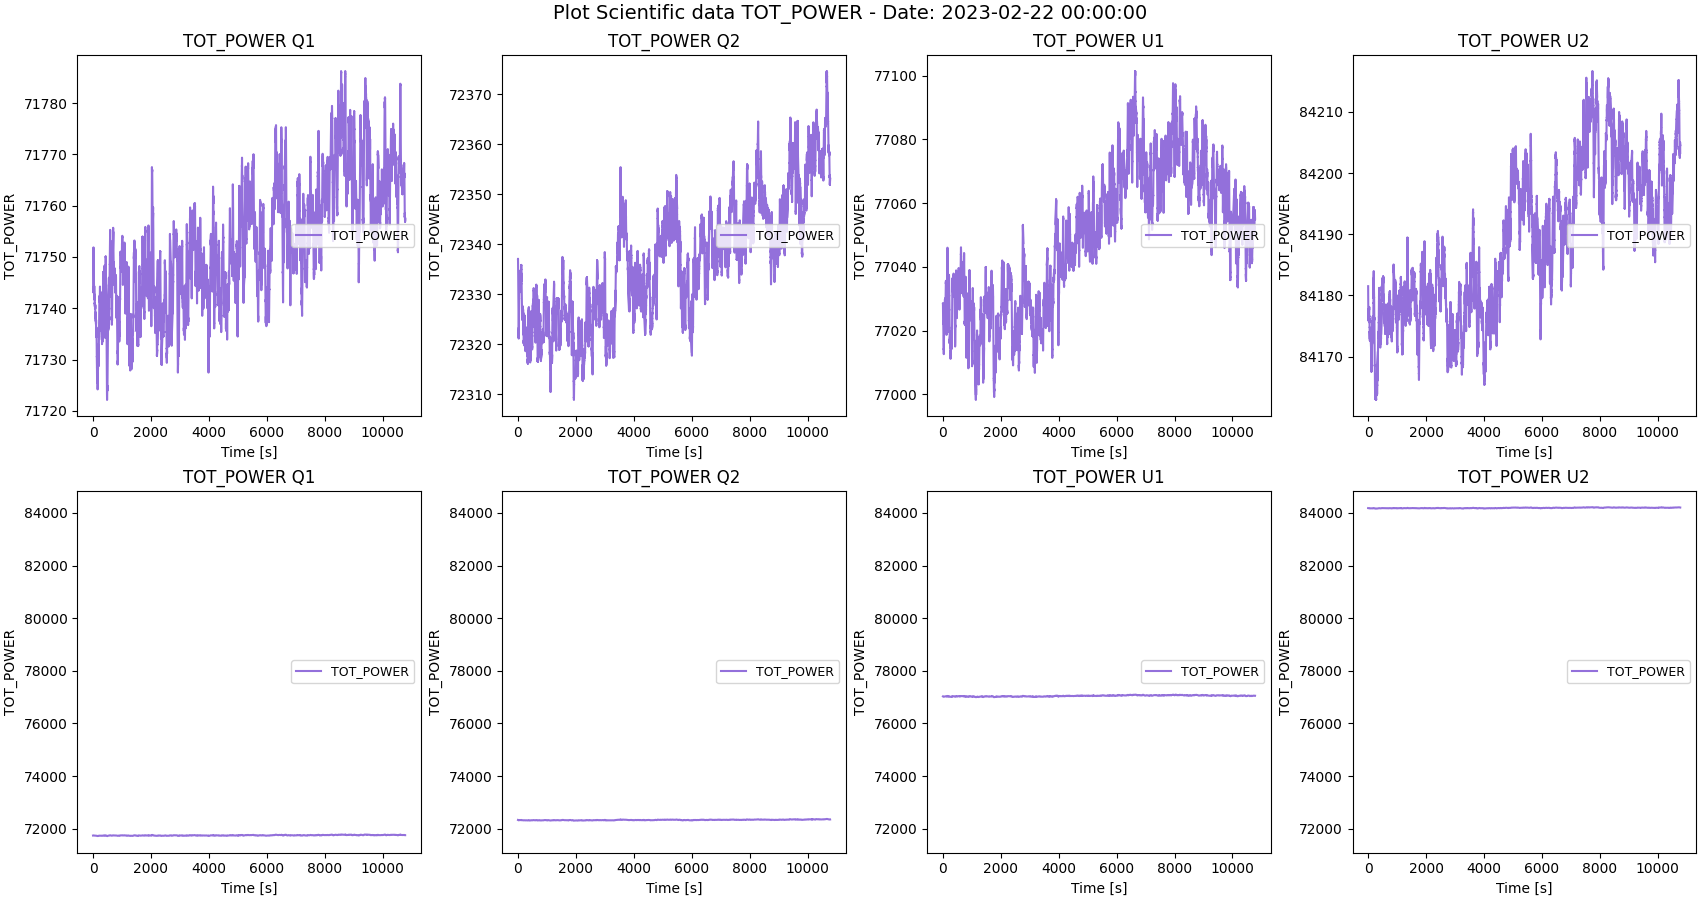 Plot Scientific data TOT_POWER - Date: 2023-02-22 00:00:00
TOT_POWER Q1
TOT_POWER
71780
71770
71760
71750
71740
71730
71720
TOT_POWER
0 2000 4000 6000 8000 10000
Time [s]
TOT_POWER Q2
TOT_POWER
72370
72360
72350
72340
72330
72320
72310
TOT_POWER
0 2000 4000 6000 8000 10000
Time [s]
TOT_POWER U1
TOT_POWER
77100
77080
77060
77040
77020
77000
TOT_POWER
0 2000 4000 6000 8000 10000
Time [s]
TOT_POWER U2
TOT_POWER
84210
84200
84190
84180
84170
TOT_POWER
0 2000 4000 6000 8000 10000
Time [s]
TOT_POWER Q1
TOT_POWER
84000
82000
80000
78000
76000
74000
72000
TOT_POWER
0 2000 4000 6000 8000 10000
Time [s]
TOT_POWER Q2
TOT_POWER
84000
82000
80000
78000
76000
74000
72000
TOT_POWER
0 2000 4000 6000 8000 10000
Time [s]
TOT_POWER U1
TOT_POWER
84000
82000
80000
78000
76000
74000
72000
TOT_POWER
0 2000 4000 6000 8000 10000
Time [s]
TOT_POWER U2
TOT_POWER
84000
82000
80000
78000
76000
74000
72000
TOT_POWER
0 2000 4000 6000 8000 10000
Time [s]